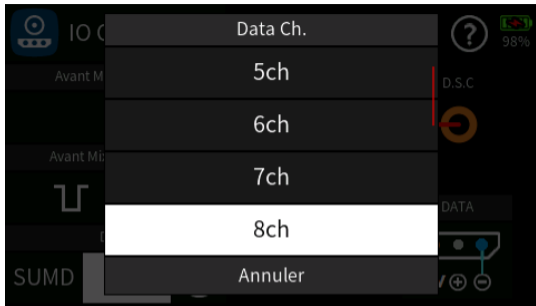 IO
Data Ch.
98%
5ch
Avant M
D.S.C
6ch
Avant Mi
7ch
DATA
8ch
SUMD
Annuler